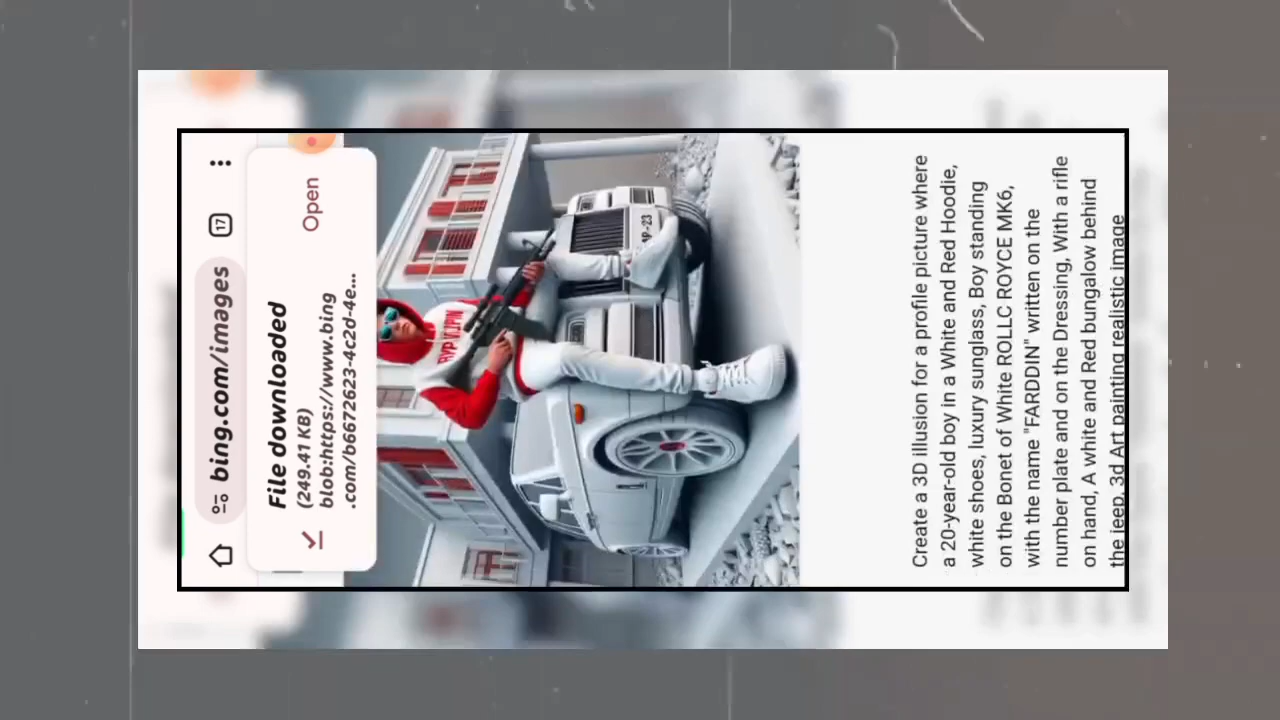 bing.com/images
17
File downloaded
Open
(249.41 KB)
blob:https://www.bing
.com/b6672623-4c2d-4e...
Create a 3D illusion for a profile picture where
a 20-year-old boy in a White and Red Hoodie,
white shoes, luxury sunglass, Boy standing
on the Bonet of White ROLLC ROYCE MK6,
with the name "FARDDIN" written on the
number plate and on the Dressing, With a rifle
on hand, A white and Red bungalow behind
the jeep, 3d Art painting realistic image